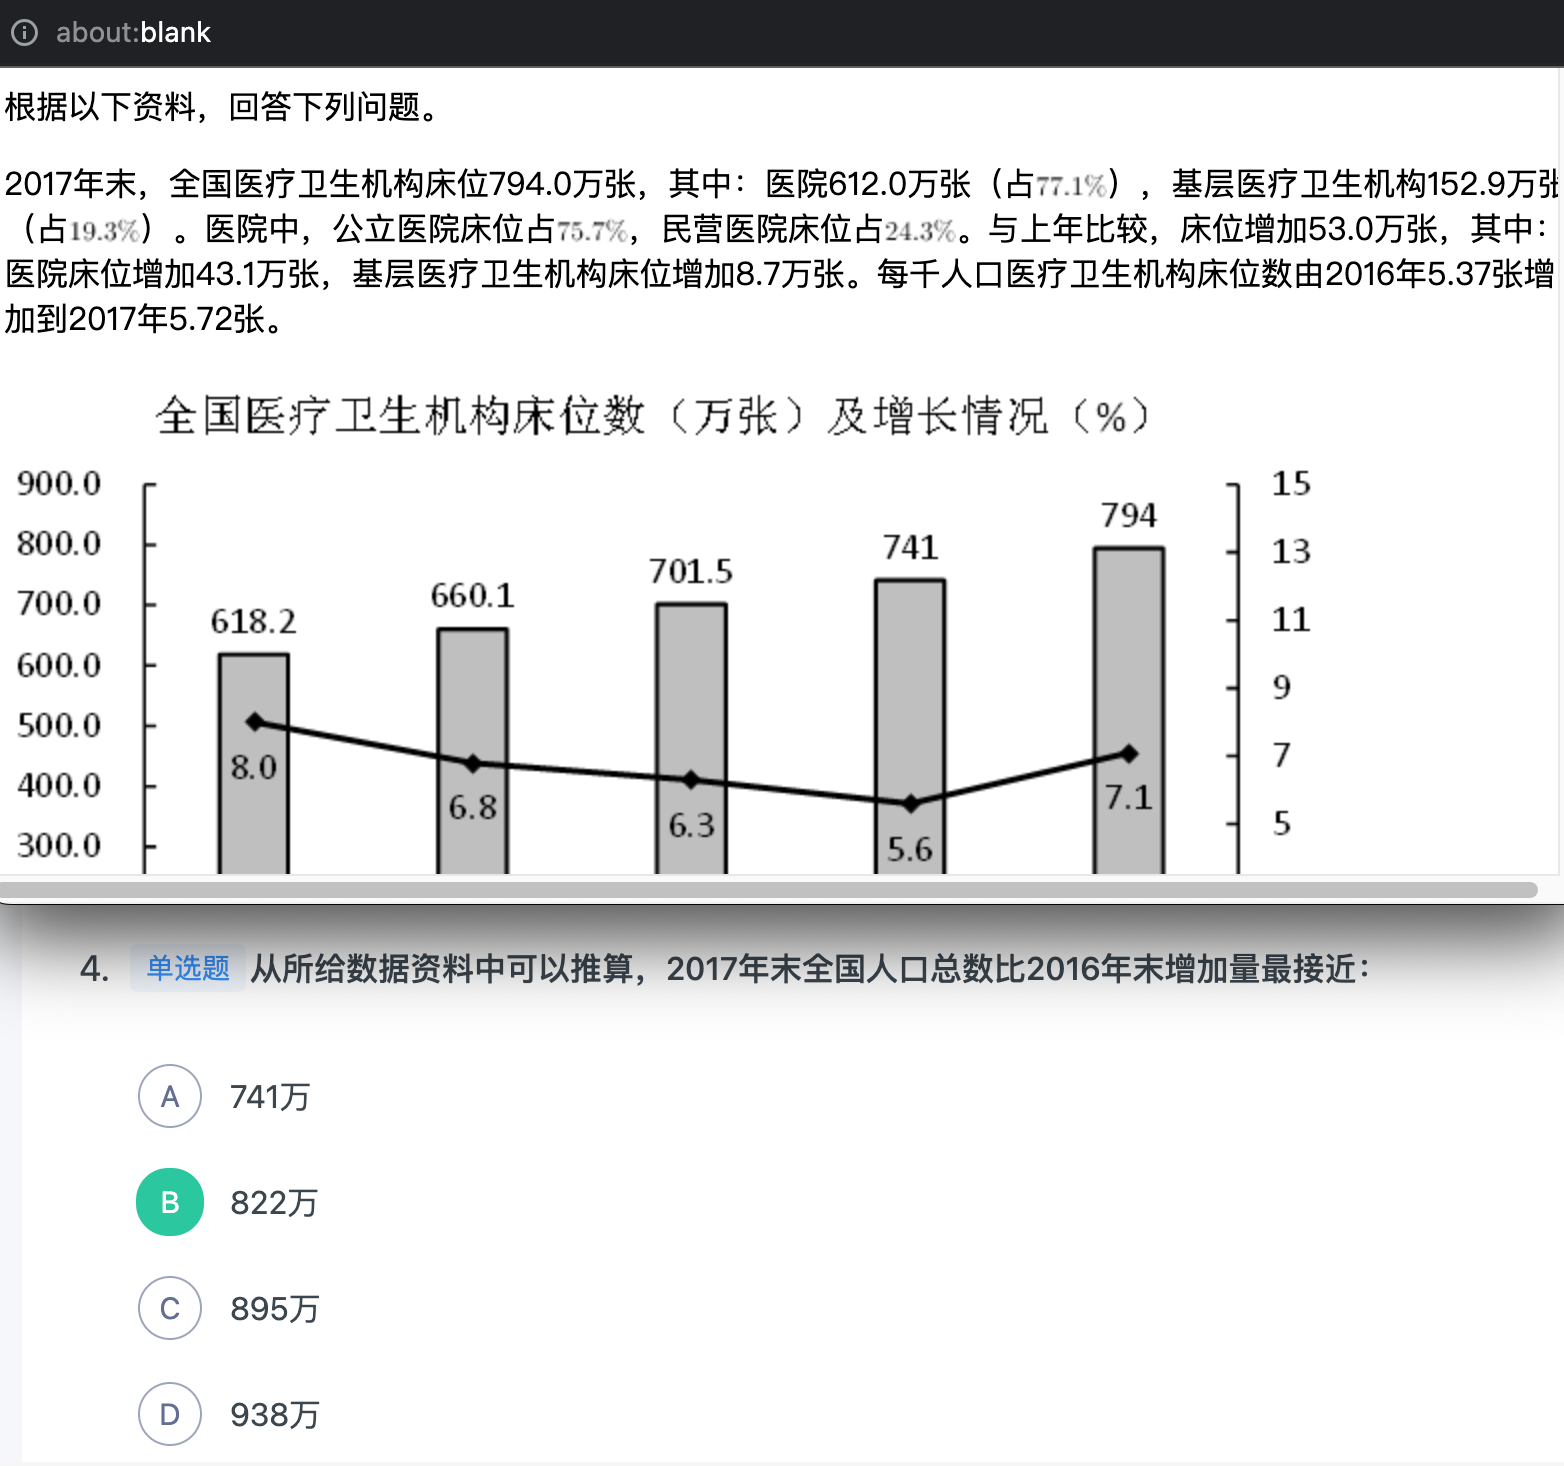 about:blank
根据以下资料，回答下列问题。
2017年末，全国医疗卫生机构床位794.0万张，其中：医院612.0万张（占77.1%），基层医疗卫生机构152.9万张
（占19.3%）。医院中，公立医院床位占75.7%，民营医院床位占24.3%。与上年比较，床位增加53.0万张，其中：
医院床位增加43.1万张，基层医疗卫生机构床位增加8.7万张。每千人口医疗卫生机构床位数由2016年5.37张增
加到2017年5.72张。
全国医疗卫生机构床位数（万张）及增长情况（%）
900.0
800.0
700.0
600.0
500.0
400.0
300.0
618.2
660.1
701.5
741
794
8.0
6.8
6.3
5.6
7.1
15
13
11
9
7
5
4. 单选题 从所给数据资料中可以推算，2017年末全国人口总数比2016年末增加量最接近：
A 741万
B 822万
C 895万
D 938万